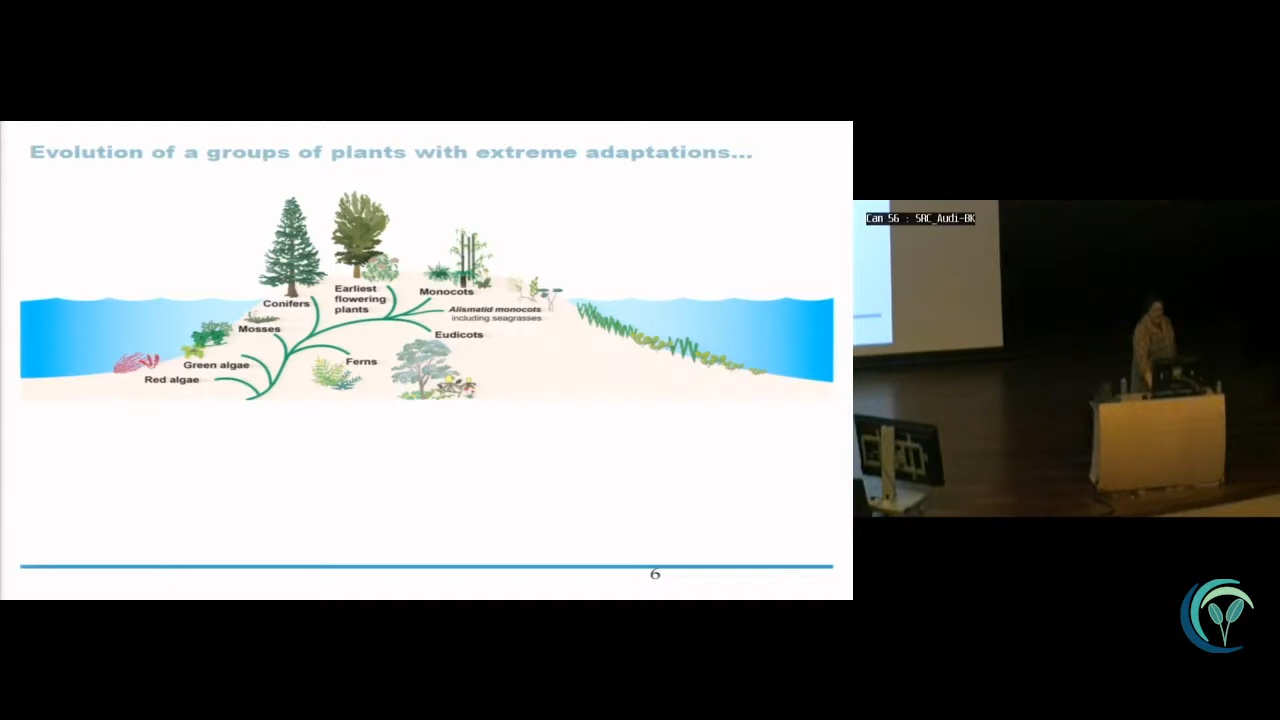 Evolution of a groups of plants with extreme adaptations...
Conifers
Earliest
flowering
plants
Monocots
Alismatid monocots
including seagrasses
Mosses
Eudicots
Green algae
Ferns
Red algae
6
Cam 56 : SRC_Audi-BK